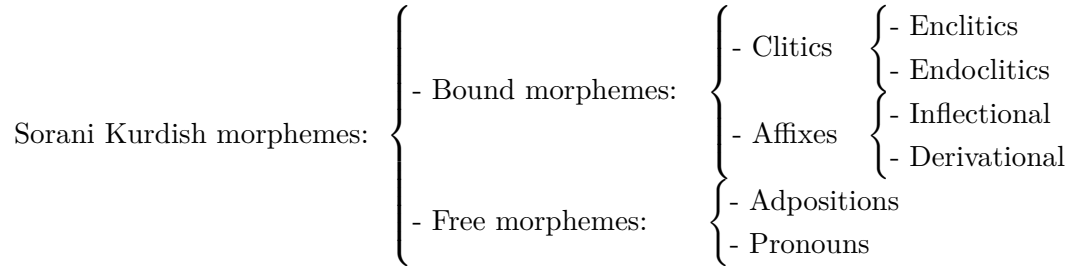 Sorani Kurdish morphemes:
- Bound morphemes:
- Clitics
- Enclitics
- Endoclitics
- Affixes
- Inflectional
- Derivational
- Free morphemes:
- Adpositions
- Pronouns